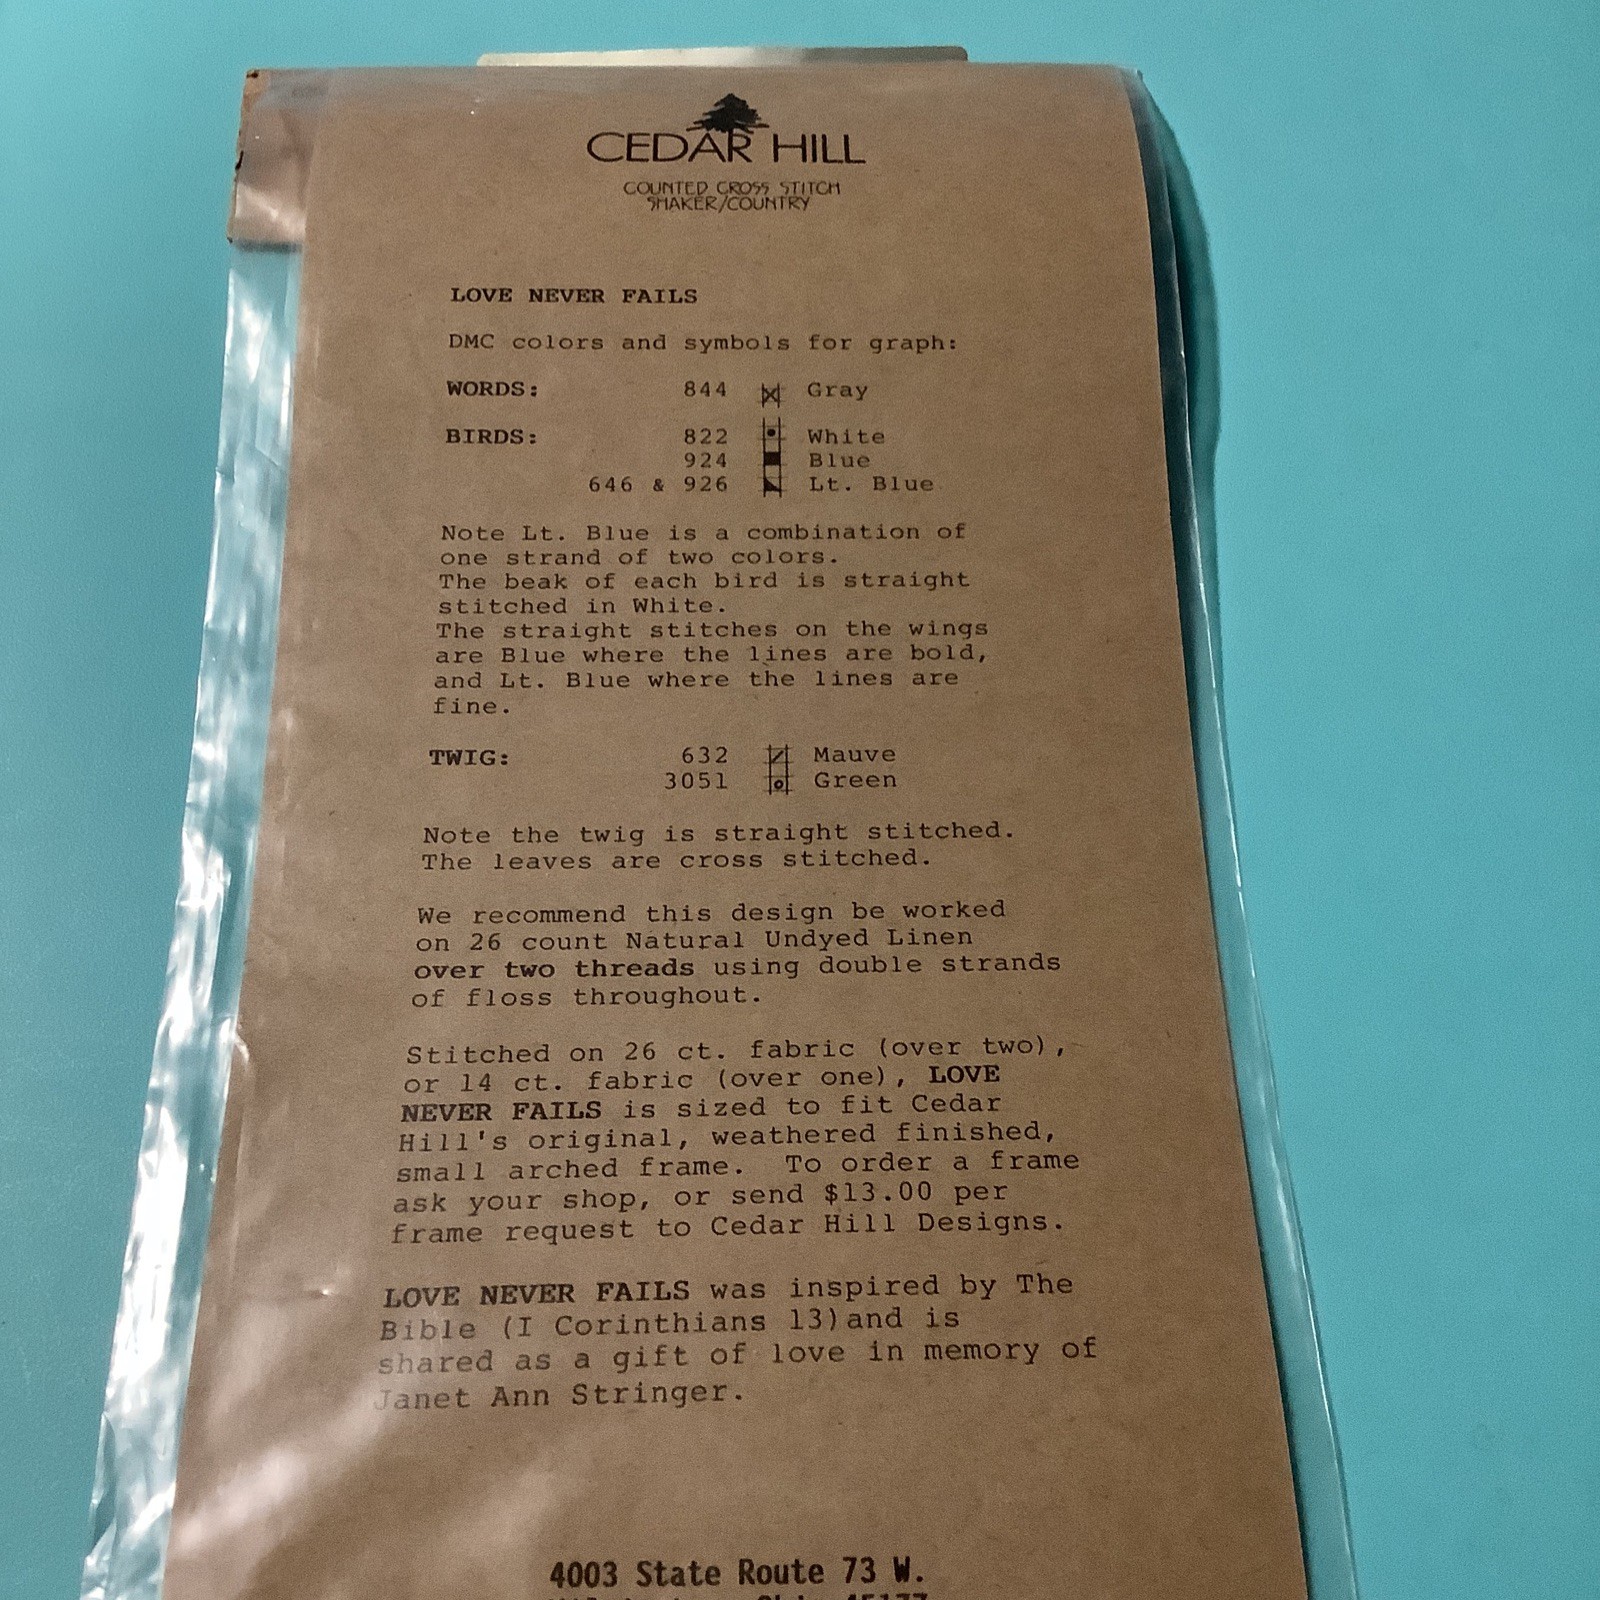 CEDAR HILL
COUNTED CROSS STITCH
SHAKER/COUNTRY
LOVE NEVER FAILS
DMC colors and symbols for graph:
WORDS: 844 Gray
BIRDS: 822 White
924 Blue
646 & 926 Lt. Blue
Note Lt. Blue is a combination of
one strand of two colors.
The beak of each bird is straight
stitched in White.
The straight stitches on the wings
are Blue where the lines are bold,
and Lt. Blue where the lines are
fine.
TWIG: 632 Mauve
3051 Green
Note the twig is straight stitched.
The leaves are cross stitched.
We recommend this design be worked
on 26 count Natural Undyed Linen
over two threads using double strands
of floss throughout.
Stitched on 26 ct. fabric (over two),
or 14 ct. fabric (over one), LOVE
NEVER FAILS is sized to fit Cedar
Hill's original, weathered finished,
small arched frame. To order a frame
ask your shop, or send $13.00 per
frame request to Cedar Hill Designs.
LOVE NEVER FAILS was inspired by The
Bible (I Corinthians 13)and is
shared as a gift of love in memory of
Janet Ann Stringer.
4003 State Route 73 W.